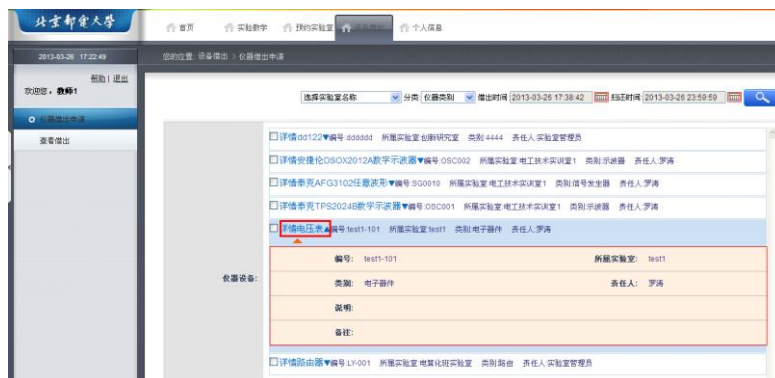 北京邮电大学
首页 实验教学 预约实验室 设备借出 个人信息
2013-03-26 17:22:49
您的位置: 设备借出 > 仪器借出申请
帮助 | 退出
欢迎您，教师1
仪器借出申请
查看借出
选择实验室名称 分类 仪器类别 借出时间 2013-03-26 17:38:42 归还时间 2013-03-26 23:59:59
仪器设备:
详情dd122▼编号:dddddd 所属实验室:创新研究室 类别:4444 责任人:实验室管理员
详情安捷伦DSOX2012A数字示波器▼编号:OSC002 所属实验室:电工技术实训室1 类别:示波器 责任人:罗涛
详情泰克AFG3102任意波形▼编号:SG0010 所属实验室:电工技术实训室1 类别:信号发生器 责任人:罗涛
详情泰克TPS2024B数字示波器▼编号:OSC001 所属实验室:电工技术实训室1 类别:示波器 责任人:罗涛
详情电压表▲编号:test1-101 所属实验室:test1 类别:电子器件 责任人:罗涛
编号: test1-101 所属实验室: test1
类别: 电子器件 责任人: 罗涛
说明:
备注:
详情路由器▼编号:LY-001 所属实验室:电算化班实验室 类别:路由 责任人:实验室管理员